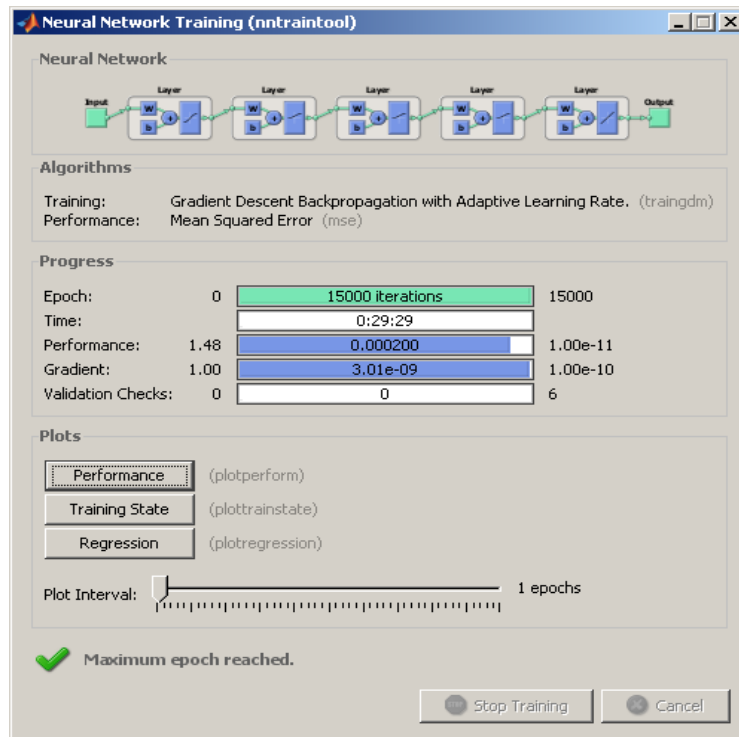 Neural Network Training (nntraintool)
Neural Network
Layer Layer Layer Layer Layer
Input Output
W W W W W
b b b b b
Algorithms
Training: Gradient Descent Backpropagation with Adaptive Learning Rate. (traingdm)
Performance: Mean Squared Error (mse)
Progress
Epoch: 0 15000 iterations 15000
Time: 0:29:29
Performance: 1.48 0.000200 1.00e-11
Gradient: 1.00 3.01e-09 1.00e-10
Validation Checks: 0 0 6
Plots
Performance (plotperform)
Training State (plottrainstate)
Regression (plotregression)
Plot Interval: 1 epochs
Maximum epoch reached.
Stop Training Cancel